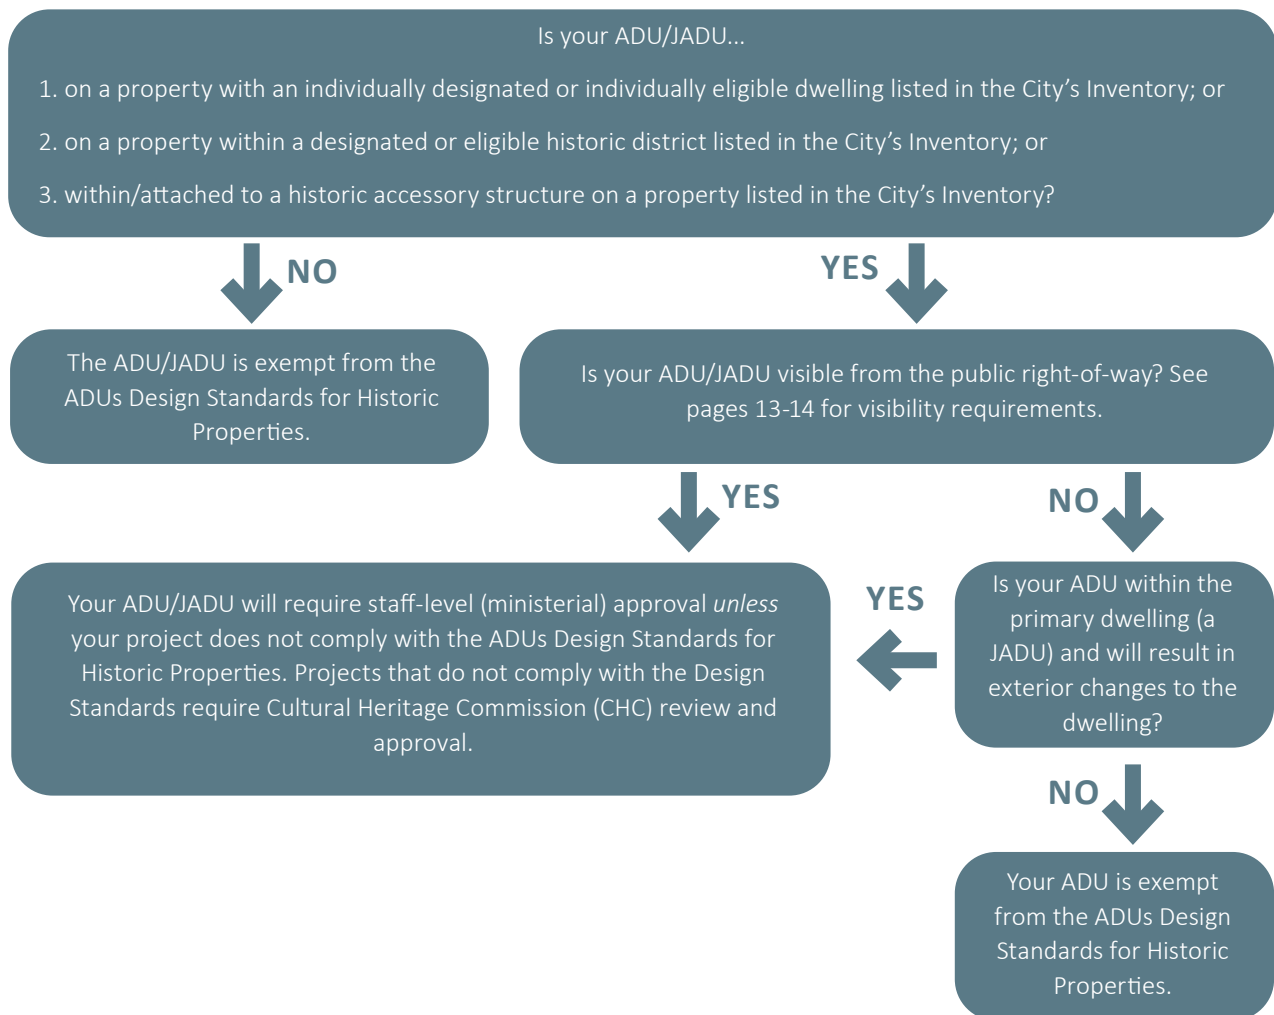 Is your ADU/JADU...
1. on a property with an individually designated or individually eligible dwelling listed in the City’s Inventory; or
2. on a property within a designated or eligible historic district listed in the City’s Inventory; or
3. within/attached to a historic accessory structure on a property listed in the City’s Inventory?
NO
YES
The ADU/JADU is exempt from the
ADUs Design Standards for Historic
Properties.
Is your ADU/JADU visible from the public right-of-way? See
pages 13-14 for visibility requirements.
YES
NO
Your ADU/JADU will require staff-level (ministerial) approval unless
your project does not comply with the ADUs Design Standards for
Historic Properties. Projects that do not comply with the Design
Standards require Cultural Heritage Commission (CHC) review and
approval.
YES
Is your ADU within the
primary dwelling (a
JADU) and will result in
exterior changes to the
dwelling?
NO
Your ADU is exempt
from the ADUs Design
Standards for Historic
Properties.